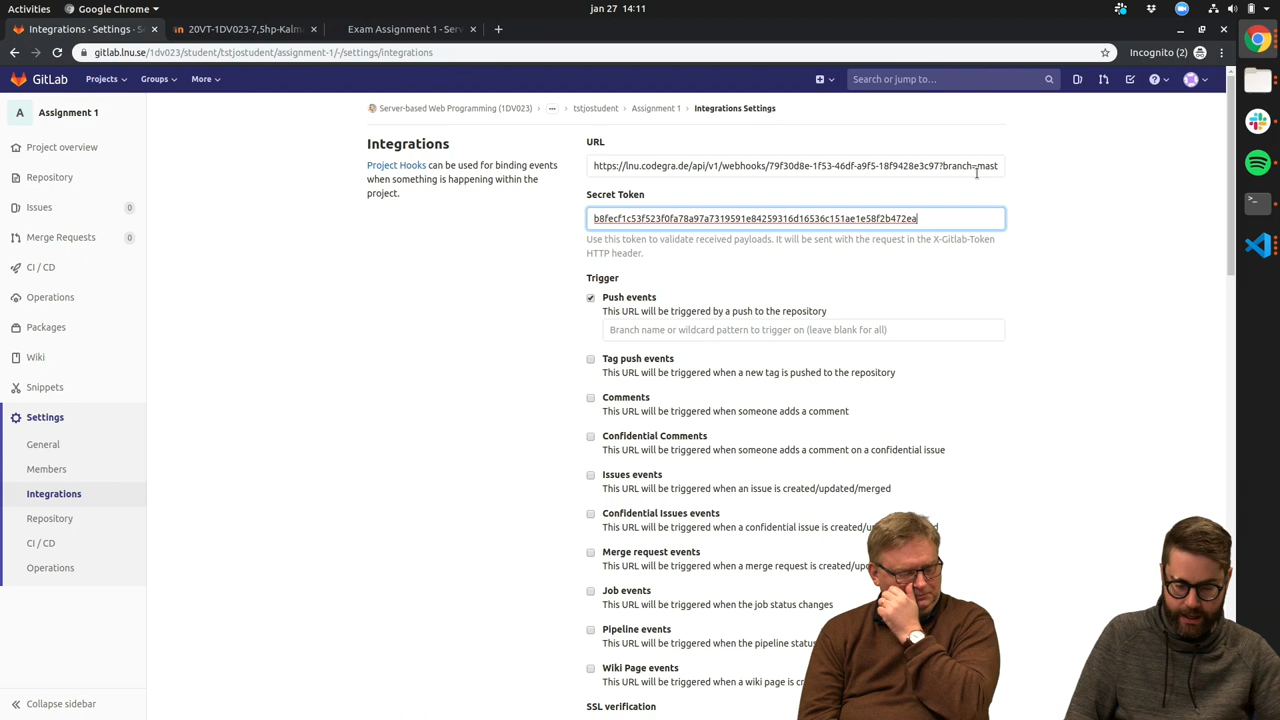 Activities
Google Chrome
jan 27 14:11
Integrations · Settings · S
20VT-1DV023-7,5hp-Kalm
Exam Assignment 1 - Serv
gitlab.lnu.se/1dv023/student/tstjostudent/assignment-1/-/settings/integrations
Incognito (2)
GitLab
Projects
Groups
More
Search or jump to...
A
Assignment 1
Project overview
Repository
Issues 0
Merge Requests 0
CI / CD
Operations
Packages
Wiki
Snippets
Settings
General
Members
Integrations
Repository
CI / CD
Operations
Collapse sidebar
Server-based Web Programming (1DV023) › ... › tstjostudent › Assignment 1 › Integrations Settings
Integrations
Project Hooks can be used for binding events
when something is happening within the
project.
URL
https://lnu.codegra.de/api/v1/webhooks/79f30d8e-1f53-46df-a9f5-18f9428e3c97?branch=mast
Secret Token
b8fecf1c53f523f0fa78a97a7319591e84259316d16536c151ae1e58f2b472ea
Use this token to validate received payloads. It will be sent with the request in the X-Gitlab-Token
HTTP header.
Trigger
Push events
This URL will be triggered by a push to the repository
Branch name or wildcard pattern to trigger on (leave blank for all)
Tag push events
This URL will be triggered when a new tag is pushed to the repository
Comments
This URL will be triggered when someone adds a comment
Confidential Comments
This URL will be triggered when someone adds a comment on a confidential issue
Issues events
This URL will be triggered when an issue is created/updated/merged
Confidential Issues events
This URL will be triggered when a confidential issue is created/up d
Merge request events
This URL will be triggered when a merge request is created/upd
Job events
This URL will be triggered when the job status changes
Pipeline events
This URL will be triggered when the pipeline status
Wiki Page events
This URL will be triggered when a wiki page is cr
SSL verification